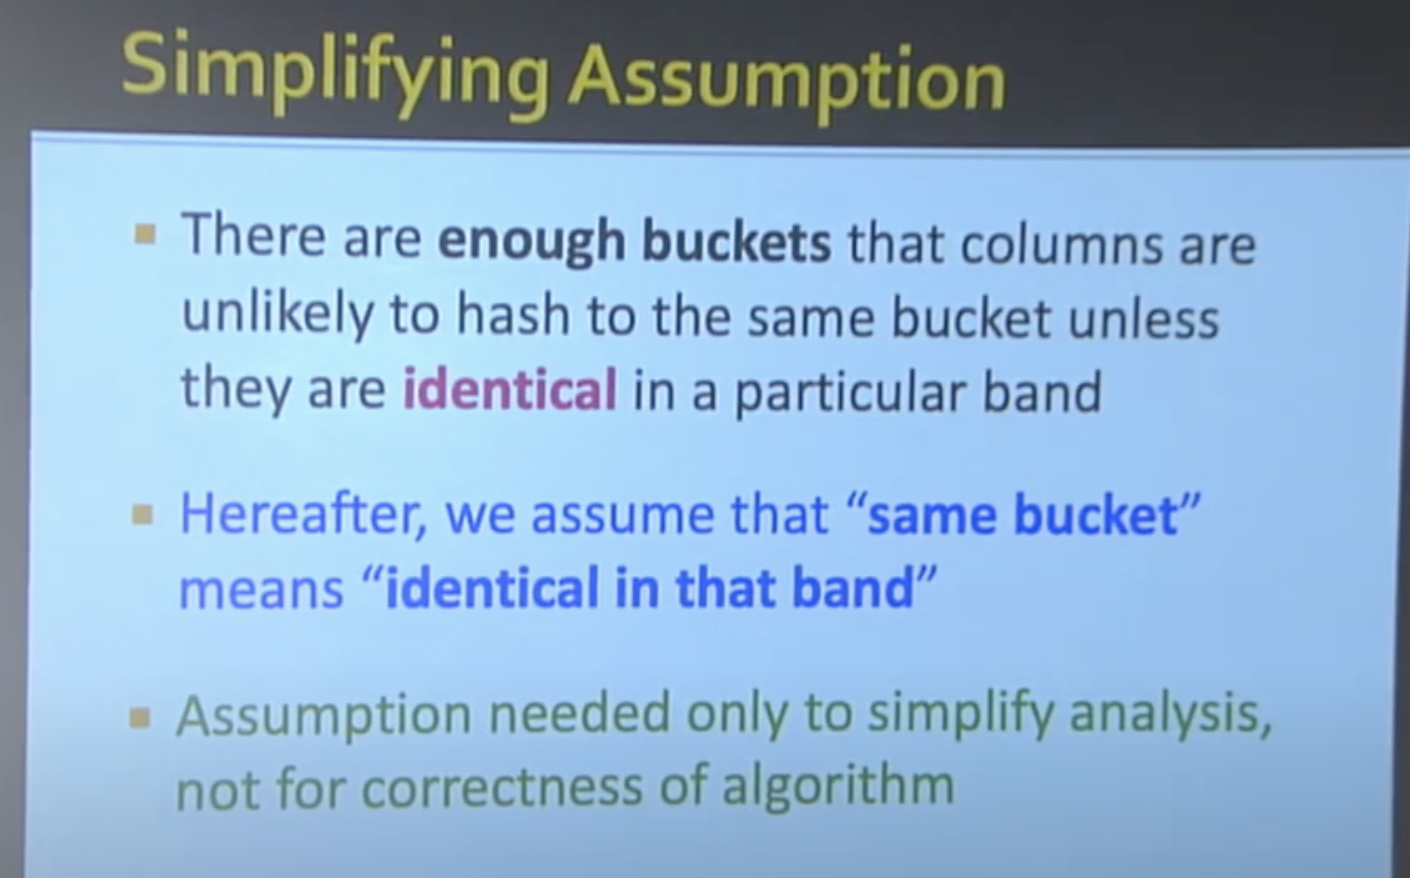 Simplifying Assumption
There are enough buckets that columns are
unlikely to hash to the same bucket unless
they are identical in a particular band
Hereafter, we assume that “same bucket”
means “identical in that band”
Assumption needed only to simplify analysis,
not for correctness of algorithm